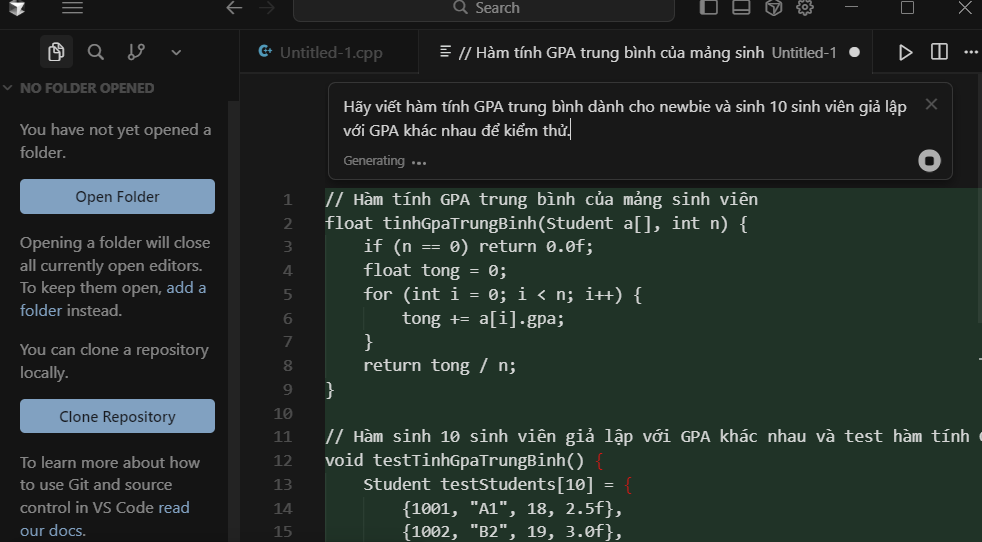 Search
Untitled-1.cpp
// Hàm tính GPA trung bình của mảng sinh Untitled-1
NO FOLDER OPENED
You have not yet opened a
folder.
Open Folder
Opening a folder will close
all currently open editors.
To keep them open, add a
folder instead.
You can clone a repository
locally.
Clone Repository
To learn more about how
to use Git and source
control in VS Code read
our docs.
Hãy viết hàm tính GPA trung bình dành cho newbie và sinh 10 sinh viên giả lập
với GPA khác nhau để kiểm thử.
Generating ...
1 // Hàm tính GPA trung bình của mảng sinh viên
2 float tinhGpaTrungBinh(Student a[], int n) {
3 if (n == 0) return 0.0f;
4 float tong = 0;
5 for (int i = 0; i < n; i++) {
6 tong += a[i].gpa;
7 }
8 return tong / n;
9 }
10
11 // Hàm sinh 10 sinh viên giả lập với GPA khác nhau và test hàm tính
12 void testTinhGpaTrungBinh() {
13 Student testStudents[10] = {
14 {1001, "A1", 18, 2.5f},
15 {1002, "B2", 19, 3.0f},